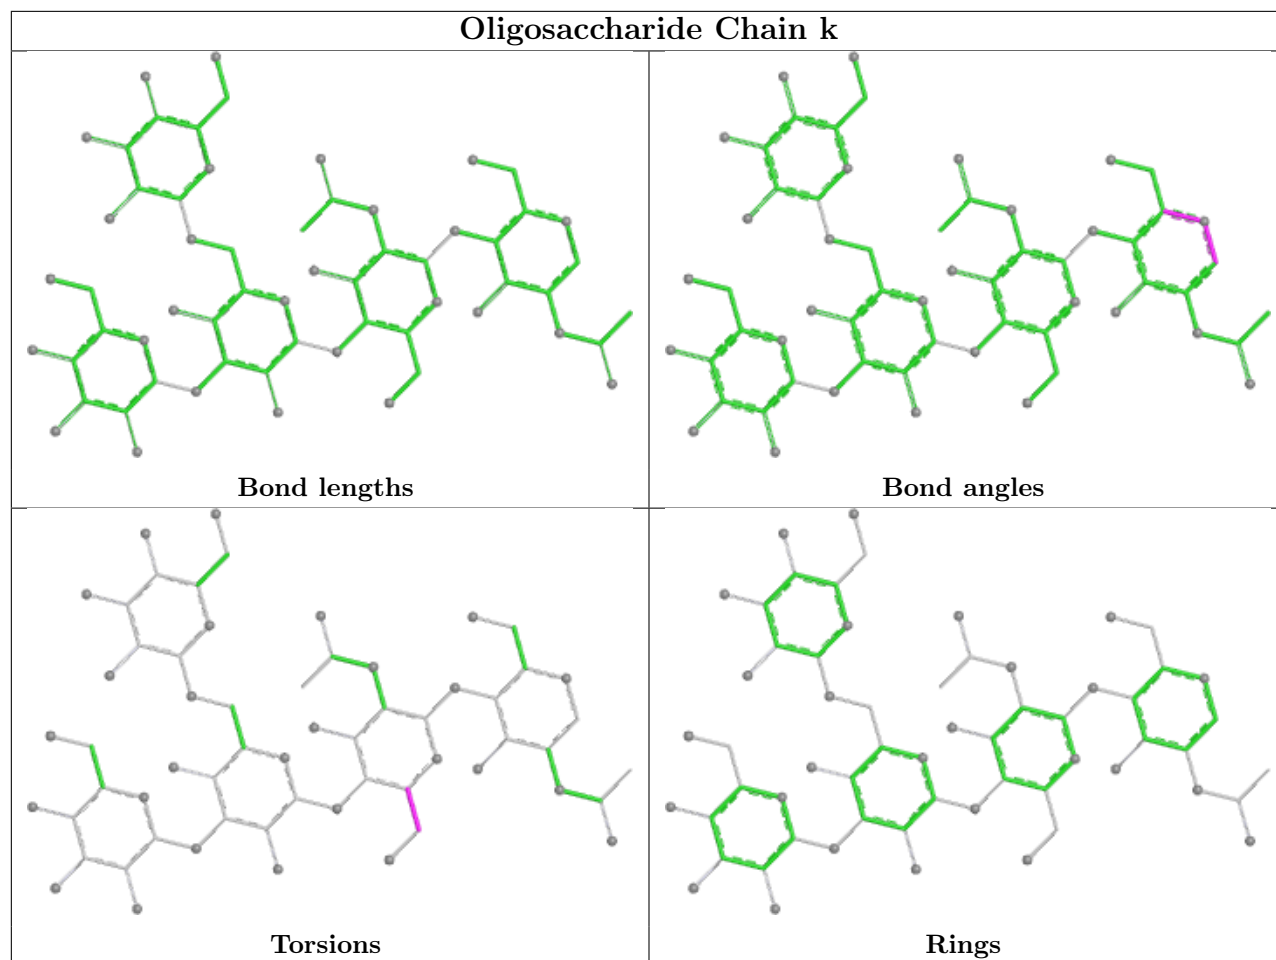 Oligosaccharide Chain k
Bond lengths
Bond angles
Torsions
Rings